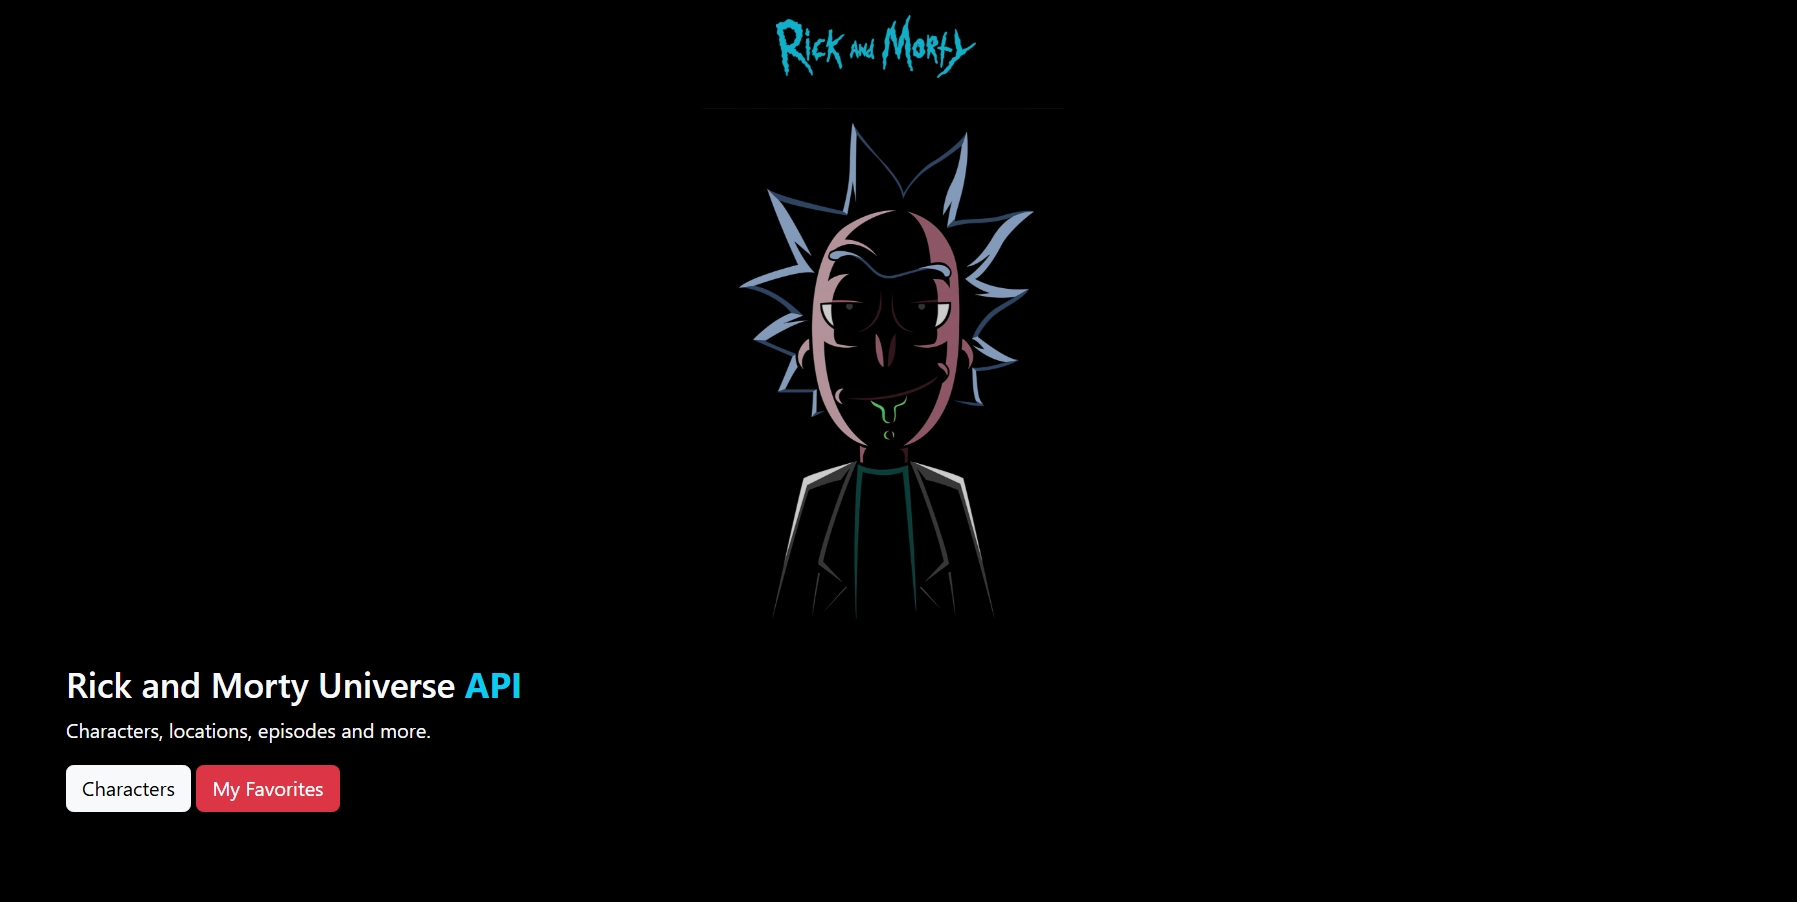 Rick and Morty
Rick and Morty Universe API
Characters, locations, episodes and more.
Characters My Favorites